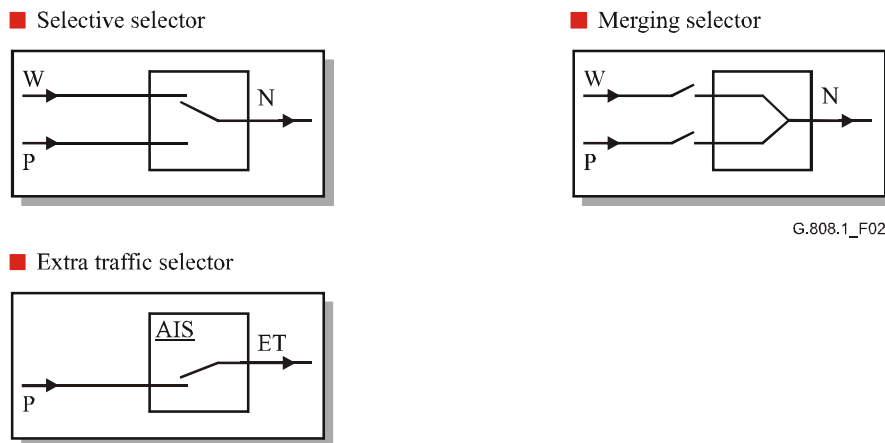 Selective selector
W
N
P
Merging selector
W
N
P
G.808.1_F02
Extra traffic selector
AIS
ET
P